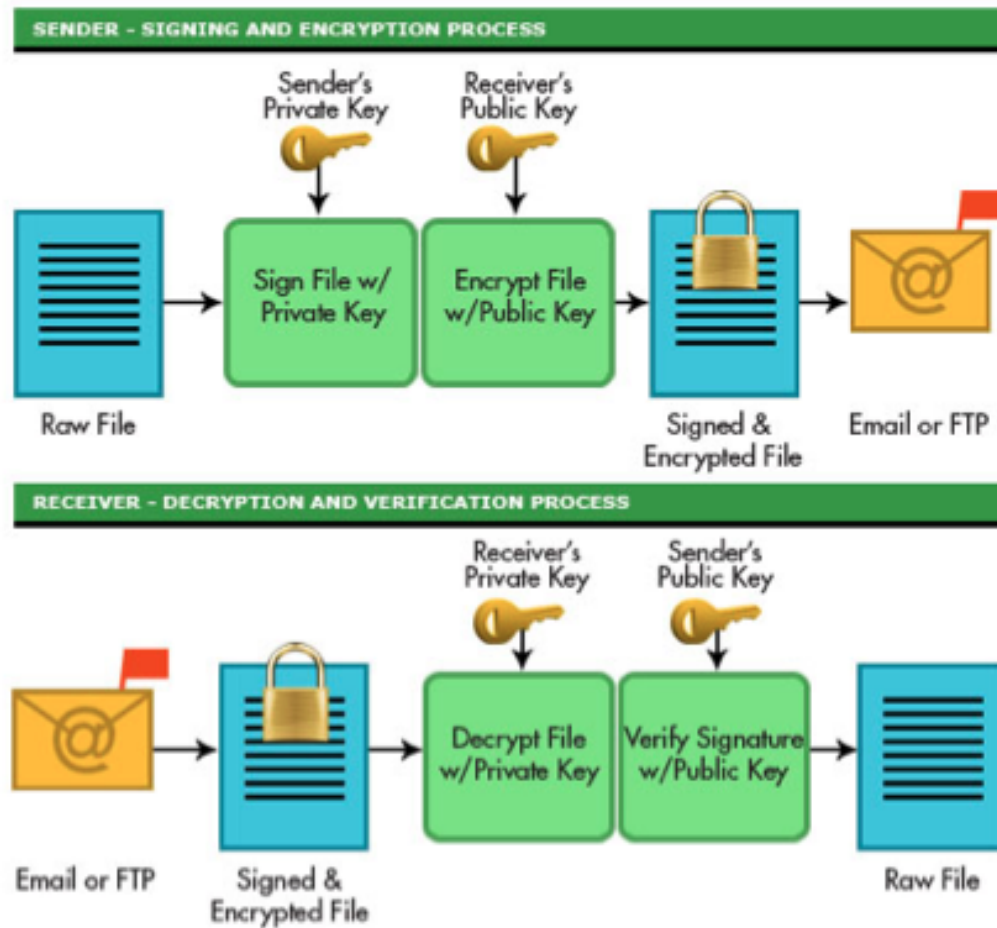 SENDER - SIGNING AND ENCRYPTION PROCESS
Sender's
Private Key
Receiver's
Public Key
Sign File w/
Private Key
Encrypt File
w/Public Key
@
Raw File
Signed &
Encrypted File
Email or FTP
RECEIVER - DECRYPTION AND VERIFICATION PROCESS
Receiver's
Private Key
Sender's
Public Key
@
Decrypt File
w/Private Key
Verify Signature
w/Public Key
Email or FTP
Signed &
Encrypted File
Raw File